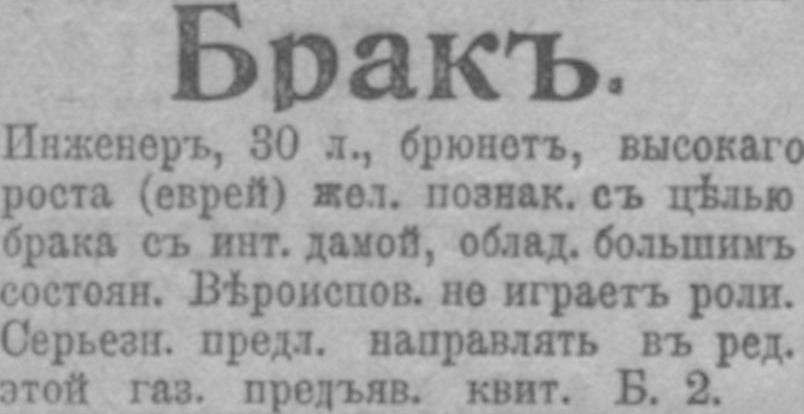 Бракъ.
Инженеръ, 30 л., брюнетъ, высокаго
роста (еврей) жел. познак. съ цѣлью
брака съ инт. дамой, облад. большимъ
состоян. Вѣроиспов. не играетъ роли.
Серьезн. предл. направлять въ ред.
этой газ. предъяв. квит. Б. 2.